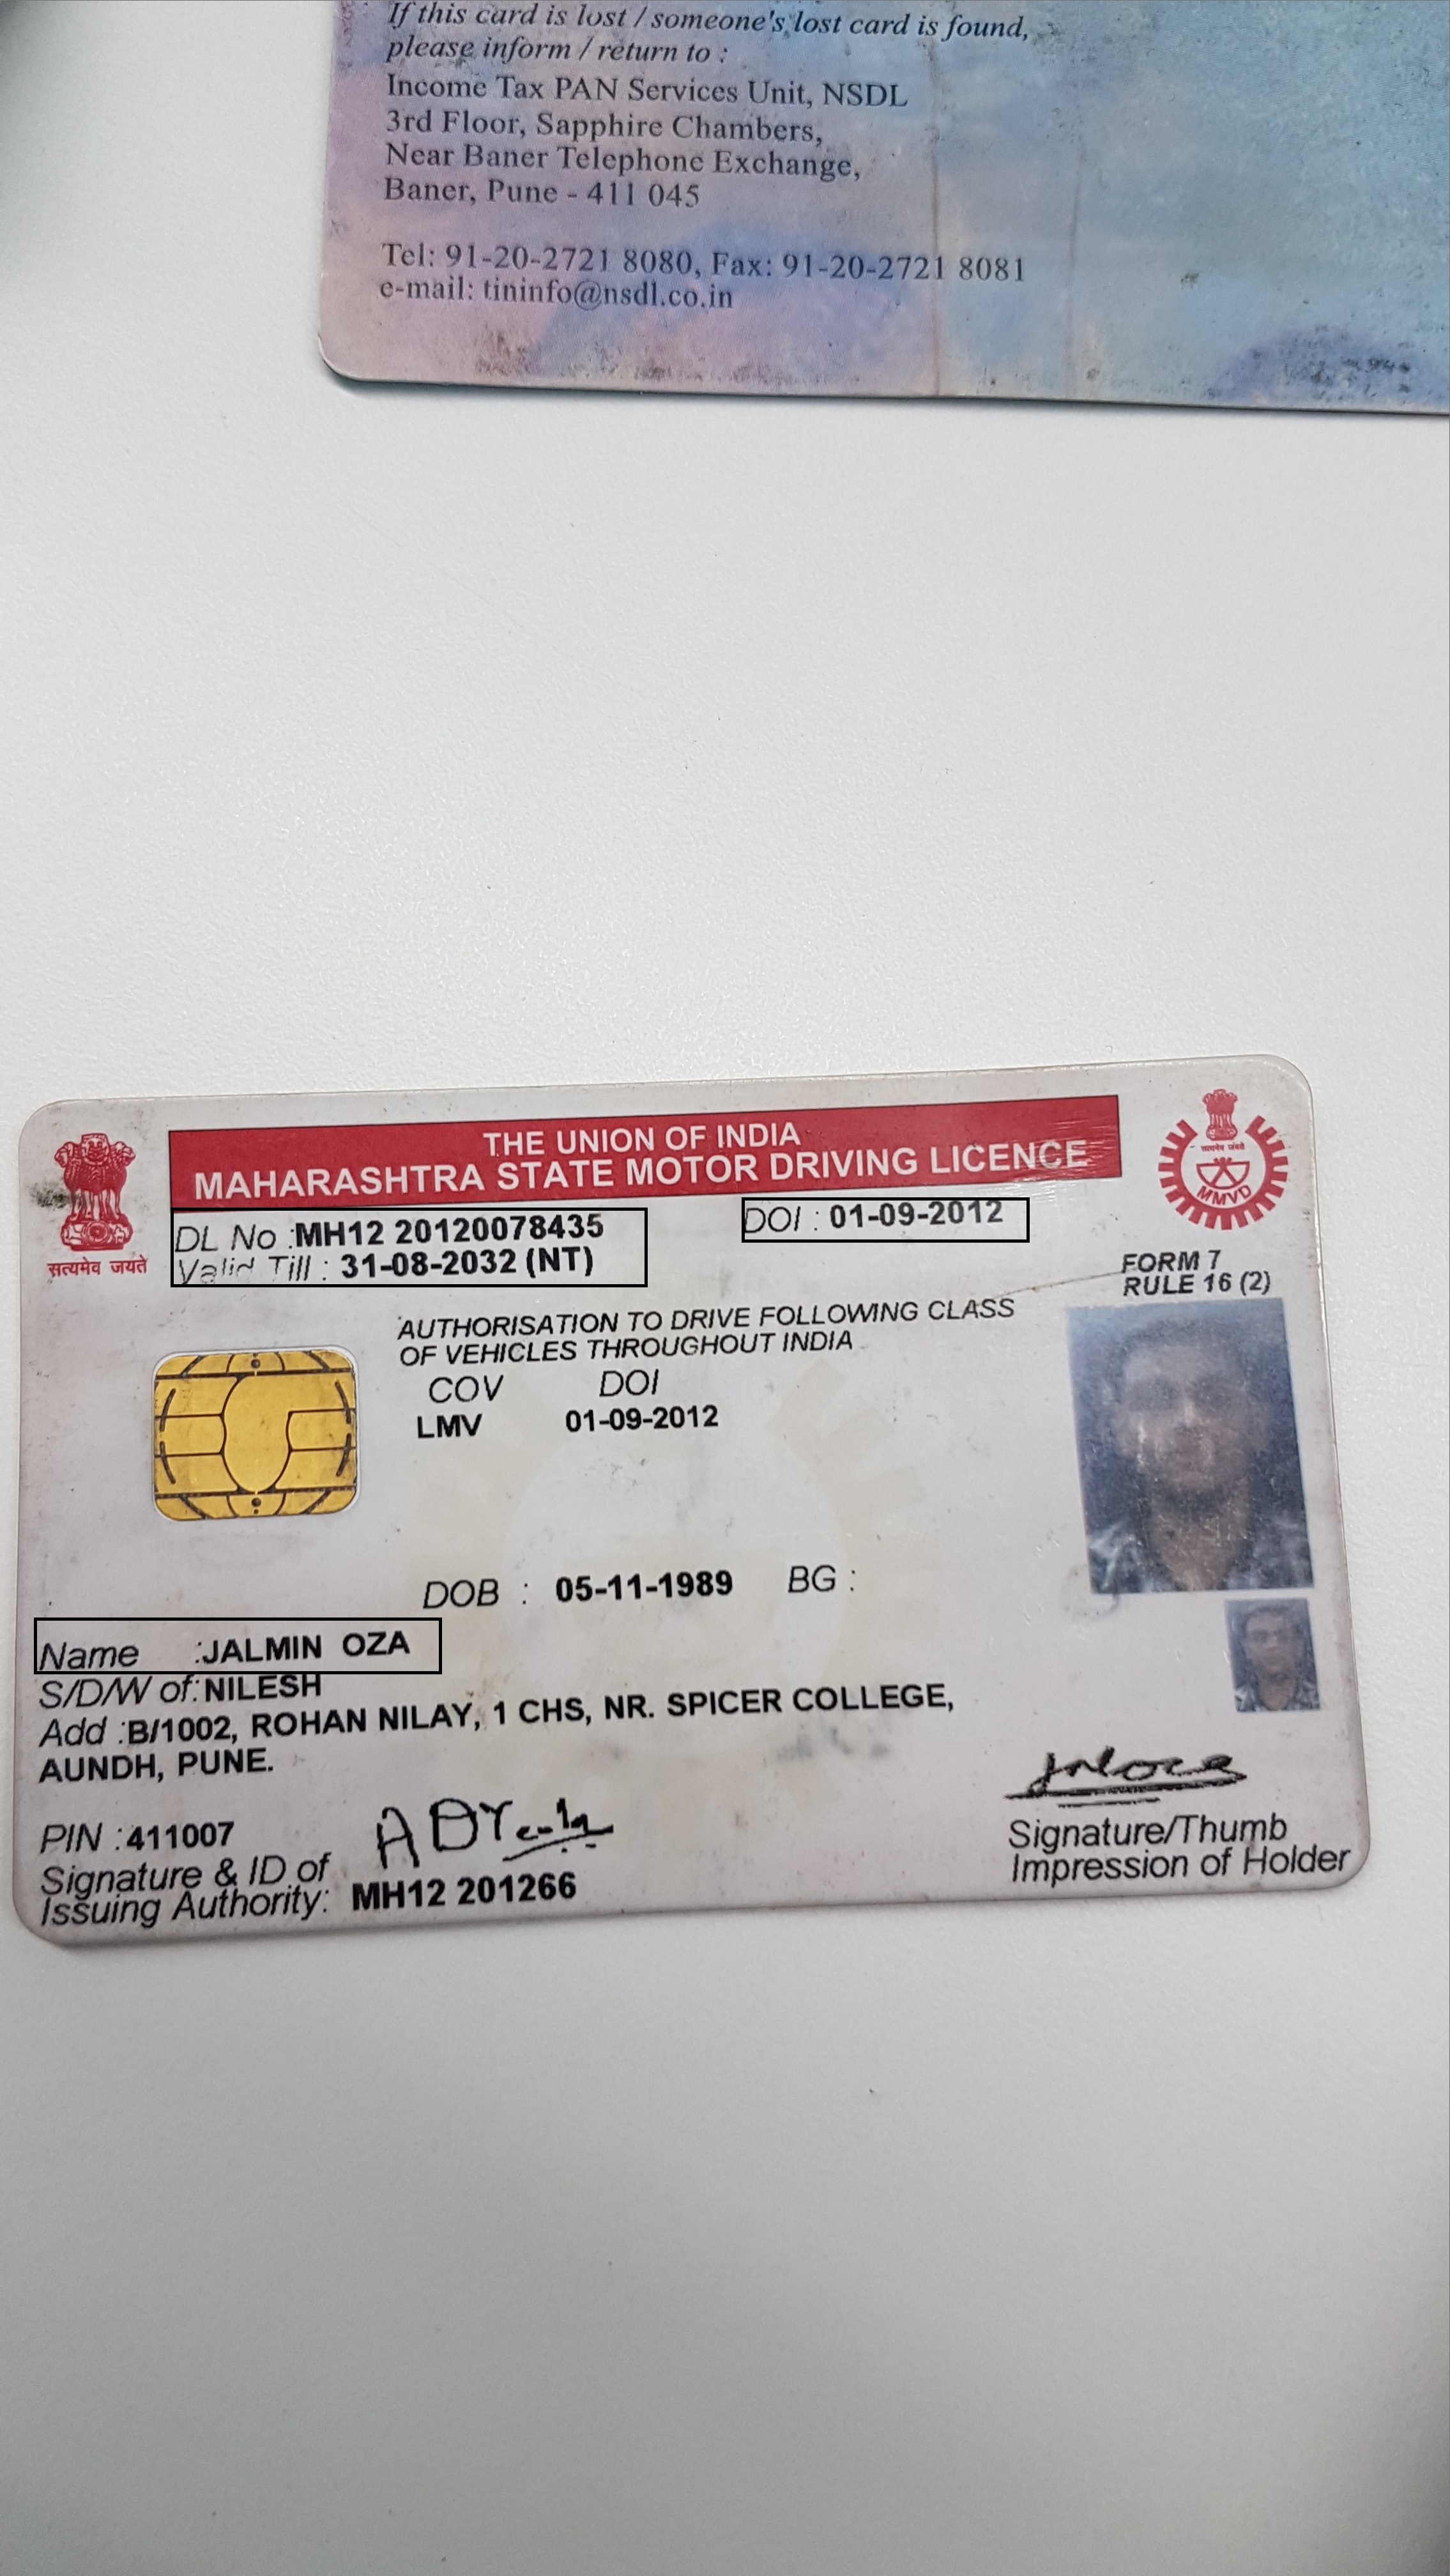 If this card is lost / someone's lost card is found,
please inform / return to :
Income Tax PAN Services Unit, NSDL
3rd Floor, Sapphire Chambers,
Near Baner Telephone Exchange,
Baner, Pune - 411 045
Tel: 91-20-2721 8080, Fax: 91-20-2721 8081
e-mail: tininfo@nsdl.co.in
THE UNION OF INDIA
MAHARASHTRA STATE MOTOR DRIVING LICENCE
सत्यमेव जयते
सत्यमेव जयते
MMVD
DL No :MH12 20120078435 DOI : 01-09-2012
Valid Till : 31-08-2032 (NT)
FORM 7
RULE 16 (2)
AUTHORISATION TO DRIVE FOLLOWING CLASS
OF VEHICLES THROUGHOUT INDIA
COV DOI
LMV 01-09-2012
DOB : 05-11-1989 BG :
Name :JALMIN OZA
S/D/W of:NILESH
Add :B/1002, ROHAN NILAY, 1 CHS, NR. SPICER COLLEGE,
AUNDH, PUNE.
PIN :411007
Signature & ID of
Issuing Authority: MH12 201266
Signature/Thumb
Impression of Holder